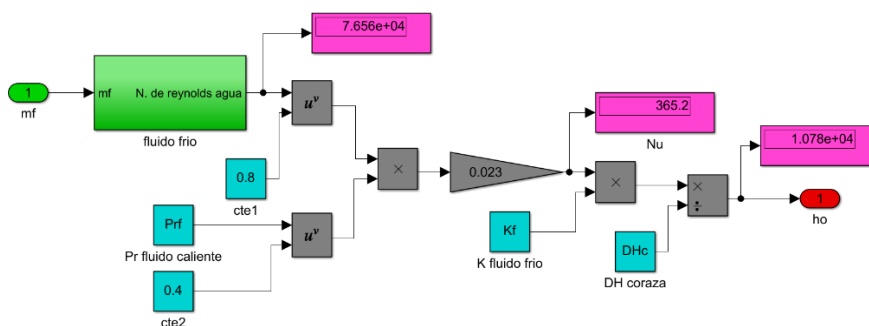 7.656e+04
1
mf
mf
N. de reynolds agua
fluido frio
u^v
0.8
cte1
×
0.023
365.2
Nu
1.078e+04
×
×
÷
1
ho
Prf
Pr fluido caliente
u^v
0.4
cte2
Kf
K fluido frio
DHc
DH coraza